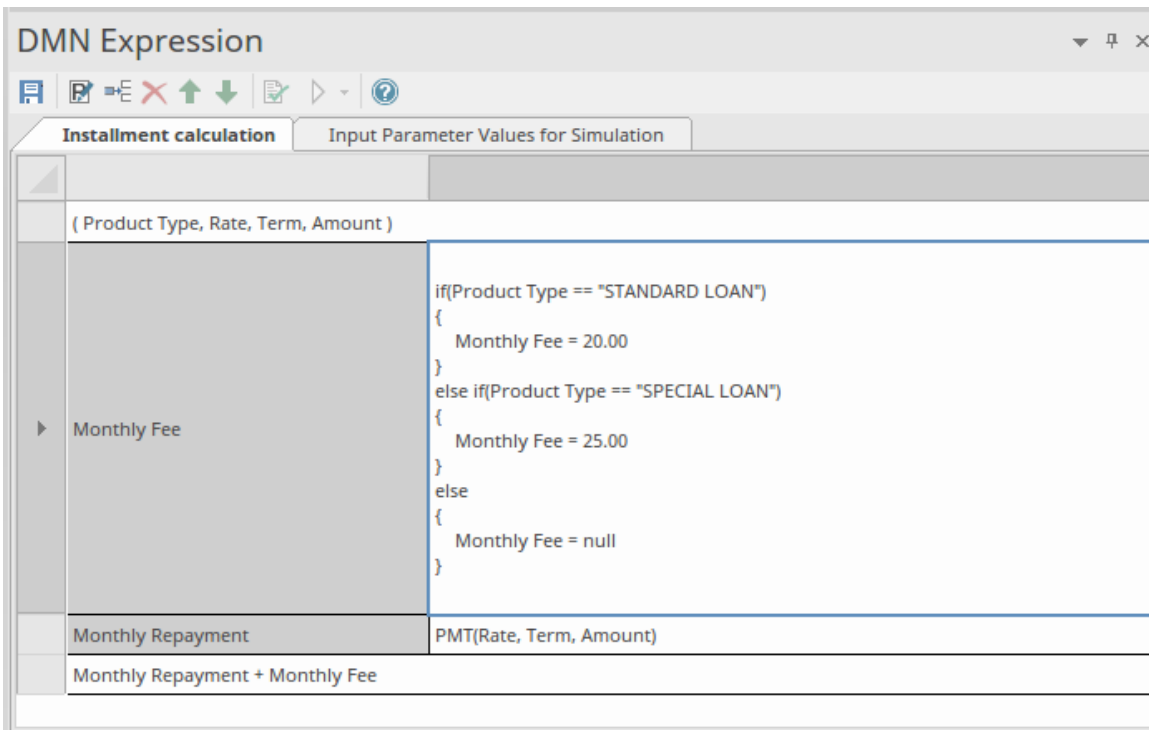 DMN Expression
Installment calculation
Input Parameter Values for Simulation
( Product Type, Rate, Term, Amount )
Monthly Fee
if(Product Type == "STANDARD LOAN")
{
Monthly Fee = 20.00
}
else if(Product Type == "SPECIAL LOAN")
{
Monthly Fee = 25.00
}
else
{
Monthly Fee = null
}
Monthly Repayment
PMT(Rate, Term, Amount)
Monthly Repayment + Monthly Fee